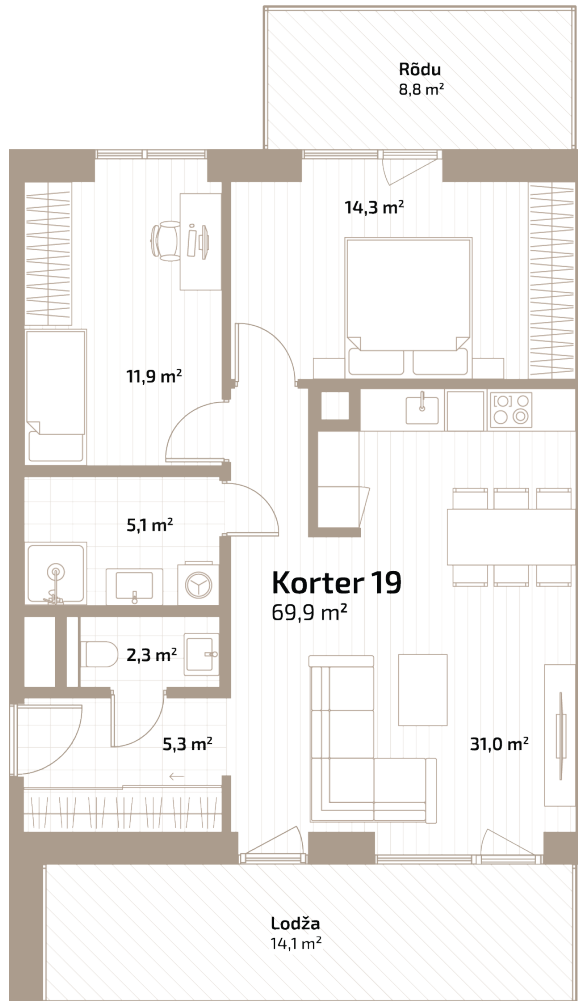 Rõdu
8,8 m²
14,3 m²
11,9 m²
5,1 m²
Korter 19
69,9 m²
2,3 m²
5,3 m²
31,0 m²
Lodža
14,1 m²